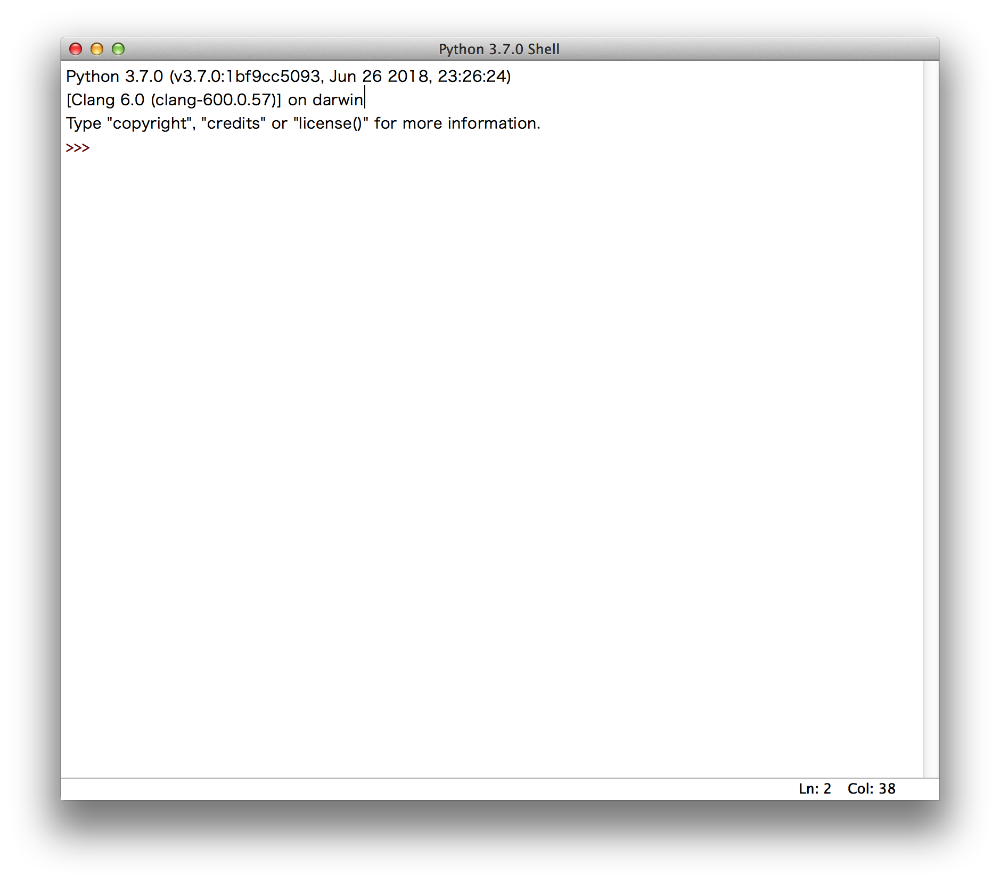 Python 3.7.0 Shell
Python 3.7.0 (v3.7.0:1bf9cc5093, Jun 26 2018, 23:26:24)
[Clang 6.0 (clang-600.0.57)] on darwin
Type "copyright", "credits" or "license()" for more information.
>>>
Ln: 2 Col: 38